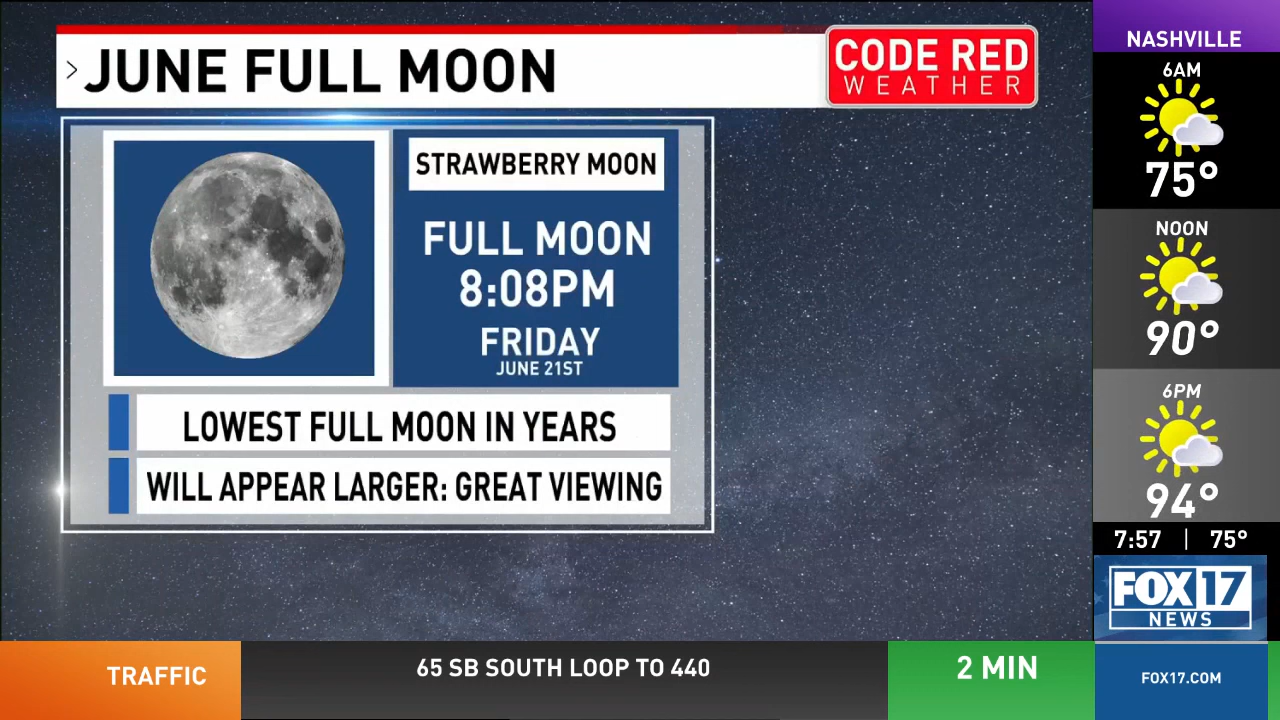 > JUNE FULL MOON
CODE RED
WEATHER
STRAWBERRY MOON
FULL MOON
8:08PM
FRIDAY
JUNE 21ST
LOWEST FULL MOON IN YEARS
WILL APPEAR LARGER: GREAT VIEWING
NASHVILLE
6AM
75°
NOON
90°
6PM
94°
7:57 | 75°
FOX 17
NEWS
TRAFFIC
65 SB SOUTH LOOP TO 440
2 MIN
FOX17.COM